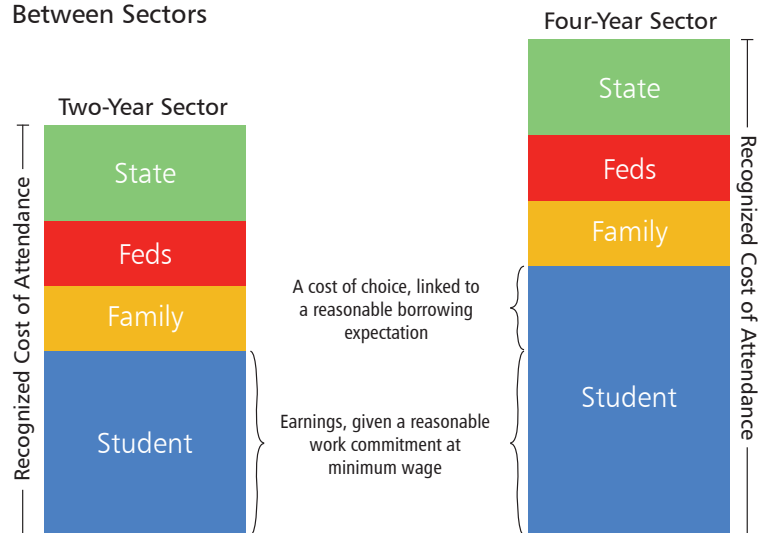 Between Sectors
Four-Year Sector
Two-Year Sector
Recognized Cost of Attendance
State
Feds
Family
Student
A cost of choice, linked to
a reasonable borrowing
expectation
Earnings, given a reasonable
work commitment at
minimum wage
State
Feds
Family
Student
Recognized Cost of Attendance